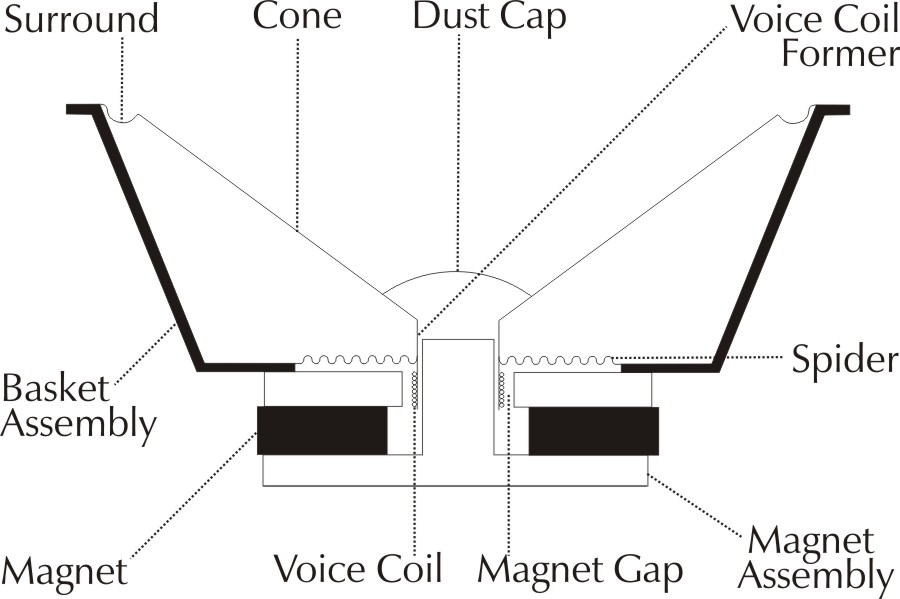 Surround
Cone
Dust Cap
Voice Coil
Former
Spider
Basket
Assembly
Magnet
Voice Coil
Magnet Gap
Magnet
Assembly